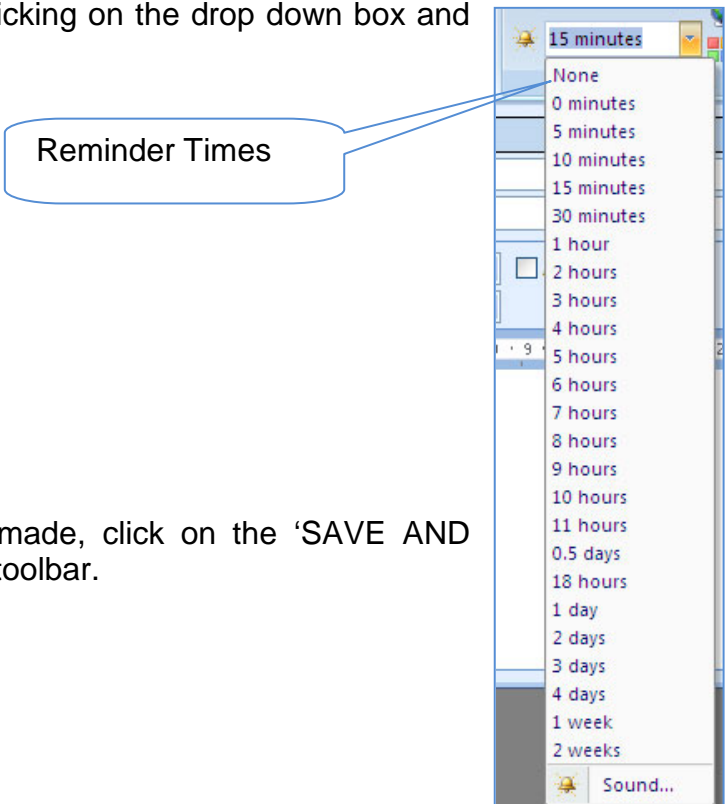 icking on the drop down box and
15 minutes
None
0 minutes
5 minutes
Reminder Times
10 minutes
15 minutes
30 minutes
1 hour
2 hours
3 hours
4 hours
· 9 ·
5 hours
6 hours
7 hours
8 hours
9 hours
10 hours
made, click on the ‘SAVE AND
11 hours
toolbar.
0.5 days
18 hours
1 day
2 days
3 days
4 days
1 week
2 weeks
Sound...